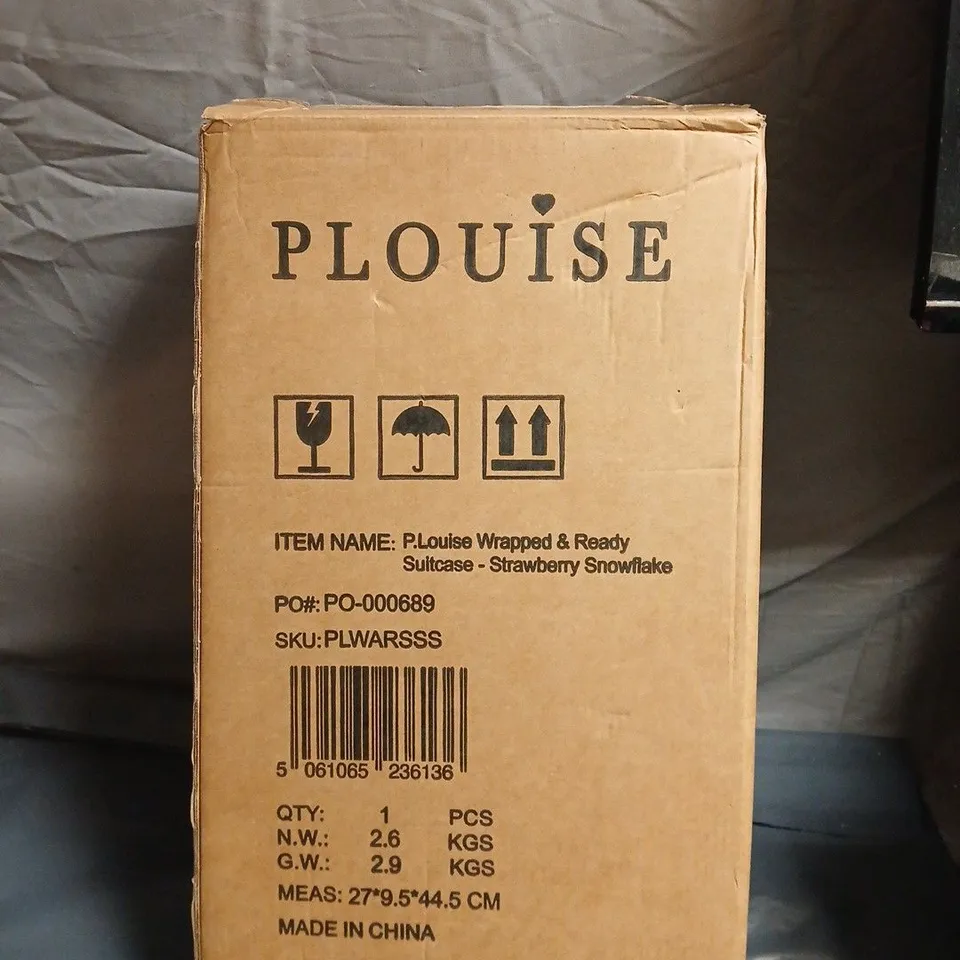 PLOUISE
ITEM NAME: P.Louise Wrapped & Ready
Suitcase - Strawberry Snowflake
PO#: PO-000689
SKU: PLWARSSS
5 061065 236136
QTY: 1 PCS
N.W.: 2.6 KGS
G.W.: 2.9 KGS
MEAS: 27*9.5*44.5 CM
MADE IN CHINA